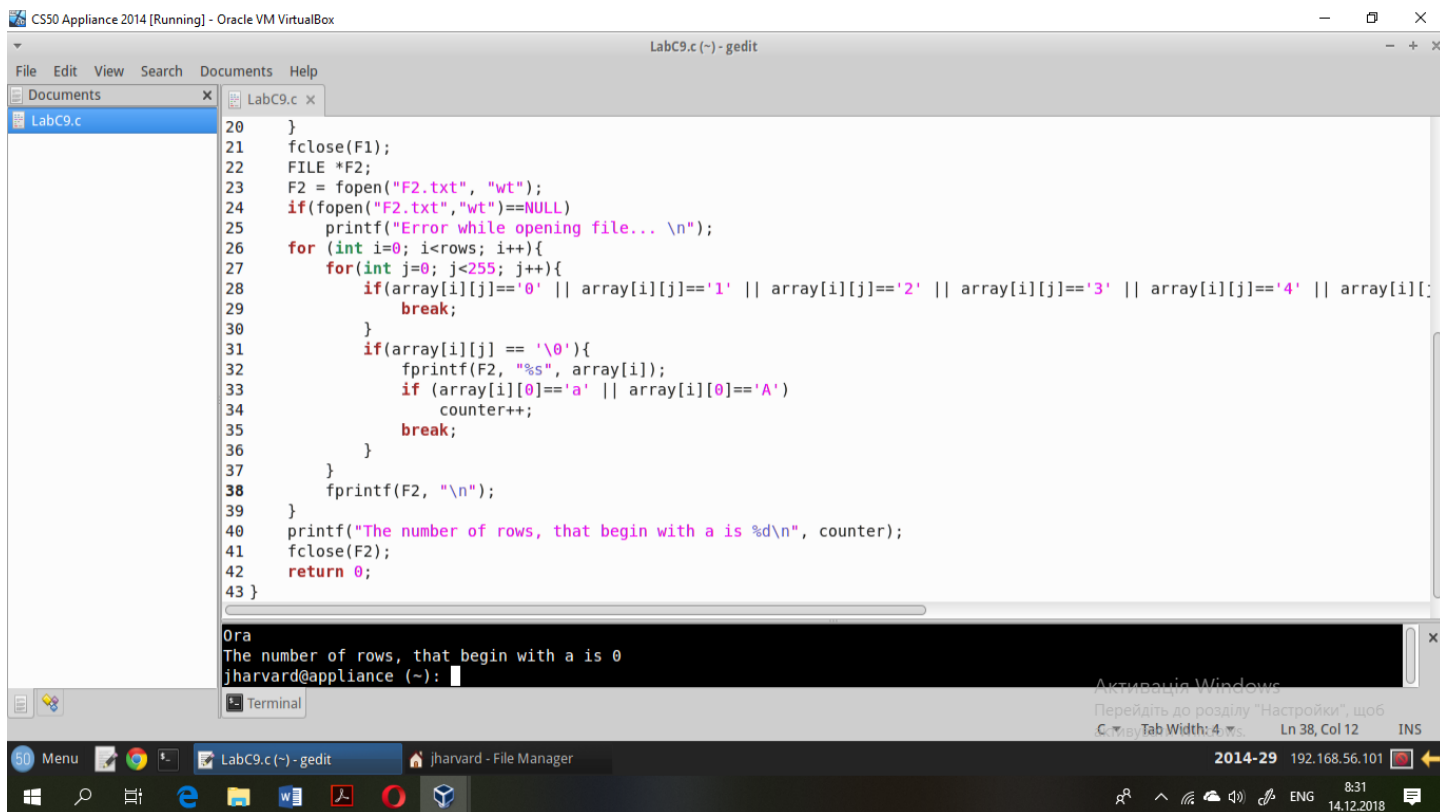 CS50 Appliance 2014 [Running] - Oracle VM VirtualBox
LabC9.c (~) - gedit
File Edit View Search Documents Help
Documents
LabC9.c
LabC9.c
20 }
21 fclose(F1);
22 FILE *F2;
23 F2 = fopen("F2.txt", "wt");
24 if(fopen("F2.txt","wt")==NULL)
25 printf("Error while opening file... \n");
26 for (int i=0; i<rows; i++){
27 for(int j=0; j<255; j++){
28 if(array[i][j]=='0' || array[i][j]=='1' || array[i][j]=='2' || array[i][j]=='3' || array[i][j]=='4' || array[i][j
29 break;
30 }
31 if(array[i][j] == '\0'){
32 fprintf(F2, "%s", array[i]);
33 if (array[i][0]=='a' || array[i][0]=='A')
34 counter++;
35 break;
36 }
37 }
38 fprintf(F2, "\n");
39 }
40 printf("The number of rows, that begin with a is %d\n", counter);
41 fclose(F2);
42 return 0;
43 }
Ora
The number of rows, that begin with a is 0
jharvard@appliance (~):
Terminal
Активація Windows
Перейдіть до розділу "Настройки", щоб
C Tab Width: 4 Ln 38, Col 12 INS
50 Menu LabC9.c (~) - gedit jharvard - File Manager 2014-29 192.168.56.101
ENG 8:31
14.12.2018